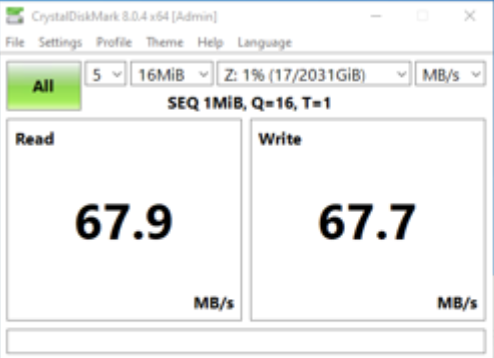 CrystalDiskMark 8.0.4 x64 [Admin]
File Settings Profile Theme Help Language
All 5 16MiB Z: 1% (17/2031GiB) MB/s
SEQ 1MiB, Q=16, T=1
Read Write
67.9 67.7
MB/s MB/s